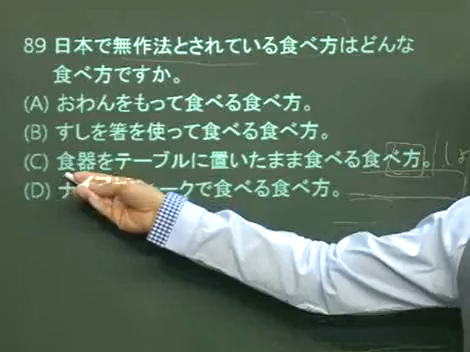 89 日本で無作法とされている食べ方はどんな
食べ方ですか。
(A) おわんをもって食べる食べ方。
(B) すしを箸を使って食べる食べ方。
(C) 食器をテーブルに置いたまま食べる食べ方。
(D) ナイフとフォークで食べる食べ方。